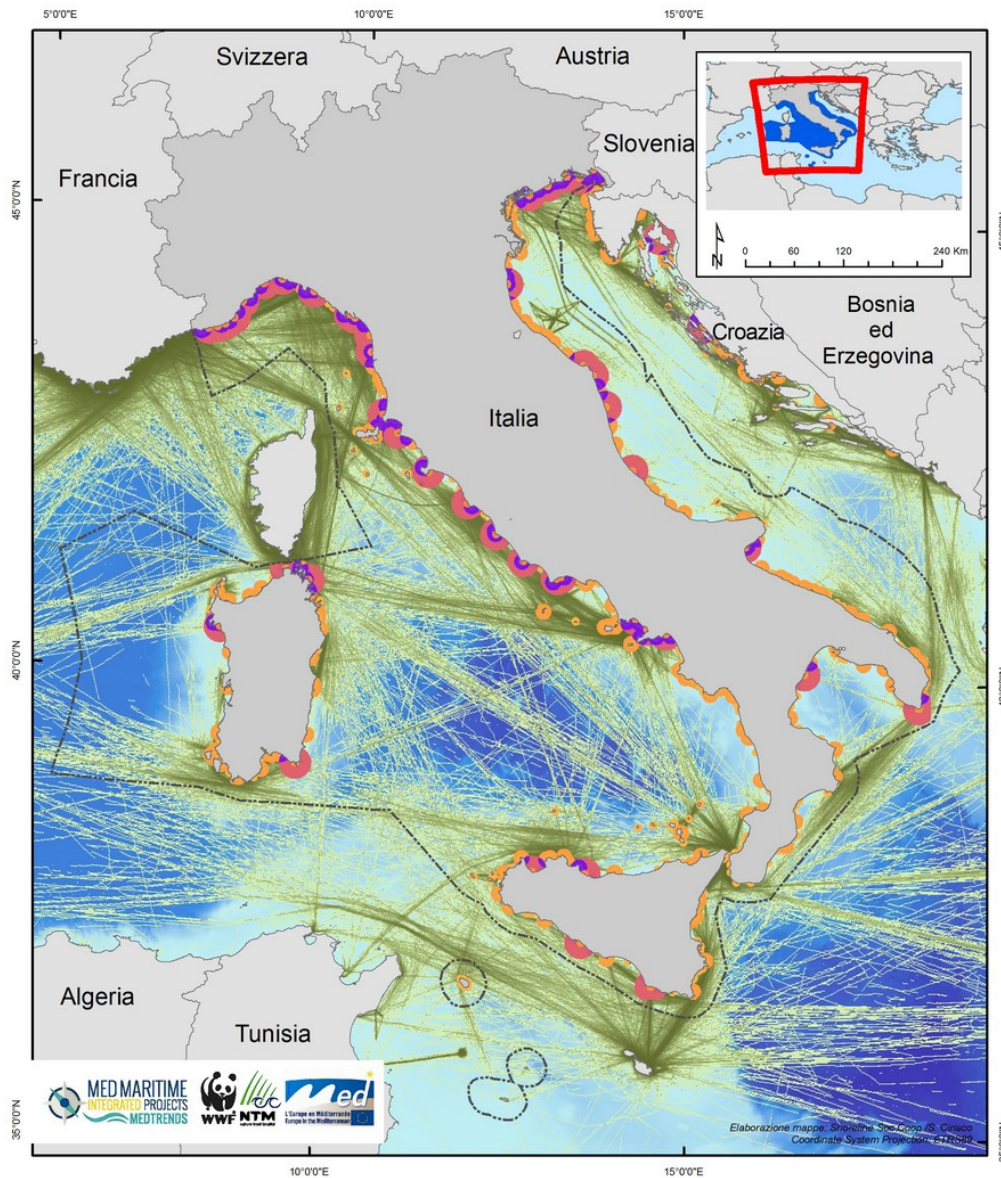 5°0'0"E
10°0'0"E
15°0'0"E
Svizzera
Austria
Slovenia
Francia
45°0'0"N
0 60 120 240 Km
Bosnia
ed
Erzegovina
Croazia
Italia
40°0'0"N
Algeria
Tunisia
MED MARITIME
INTEGRATED PROJECTS
MEDTRENDS
WWF
NTM
Med
L'Europe en Méditerranée
Europe in the Mediterranean
35°0'0"N
Elaborazione mappe: Shoreline Soc.Coop /S. Ciriaco
Coordinate System Projection: ETRS89
10°0'0"E
15°0'0"E